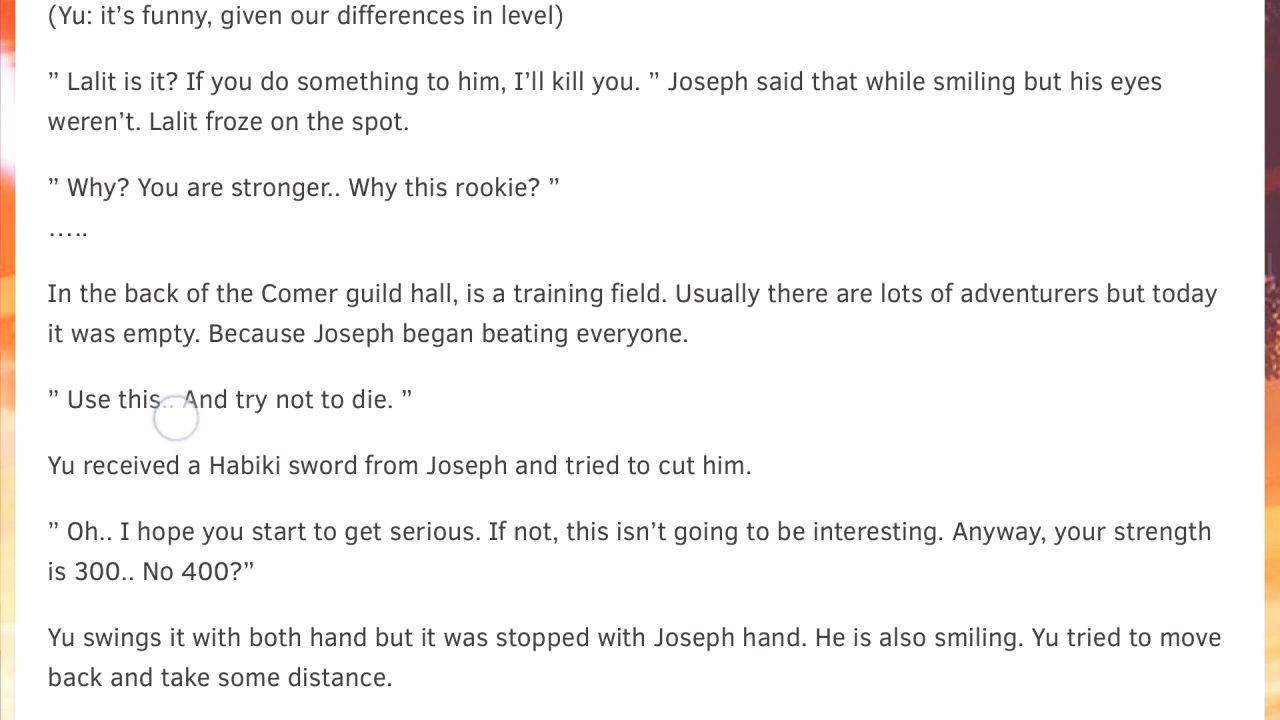 (Yu: it’s funny, given our differences in level)
” Lalit is it? If you do something to him, I’ll kill you. ” Joseph said that while smiling but his eyes
weren’t. Lalit froze on the spot.
” Why? You are stronger.. Why this rookie? ”
…..
In the back of the Comer guild hall, is a training field. Usually there are lots of adventurers but today
it was empty. Because Joseph began beating everyone.
” Use this.. And try not to die. ”
Yu received a Habiki sword from Joseph and tried to cut him.
” Oh.. I hope you start to get serious. If not, this isn’t going to be interesting. Anyway, your strength
is 300.. No 400?”
Yu swings it with both hand but it was stopped with Joseph hand. He is also smiling. Yu tried to move
back and take some distance.